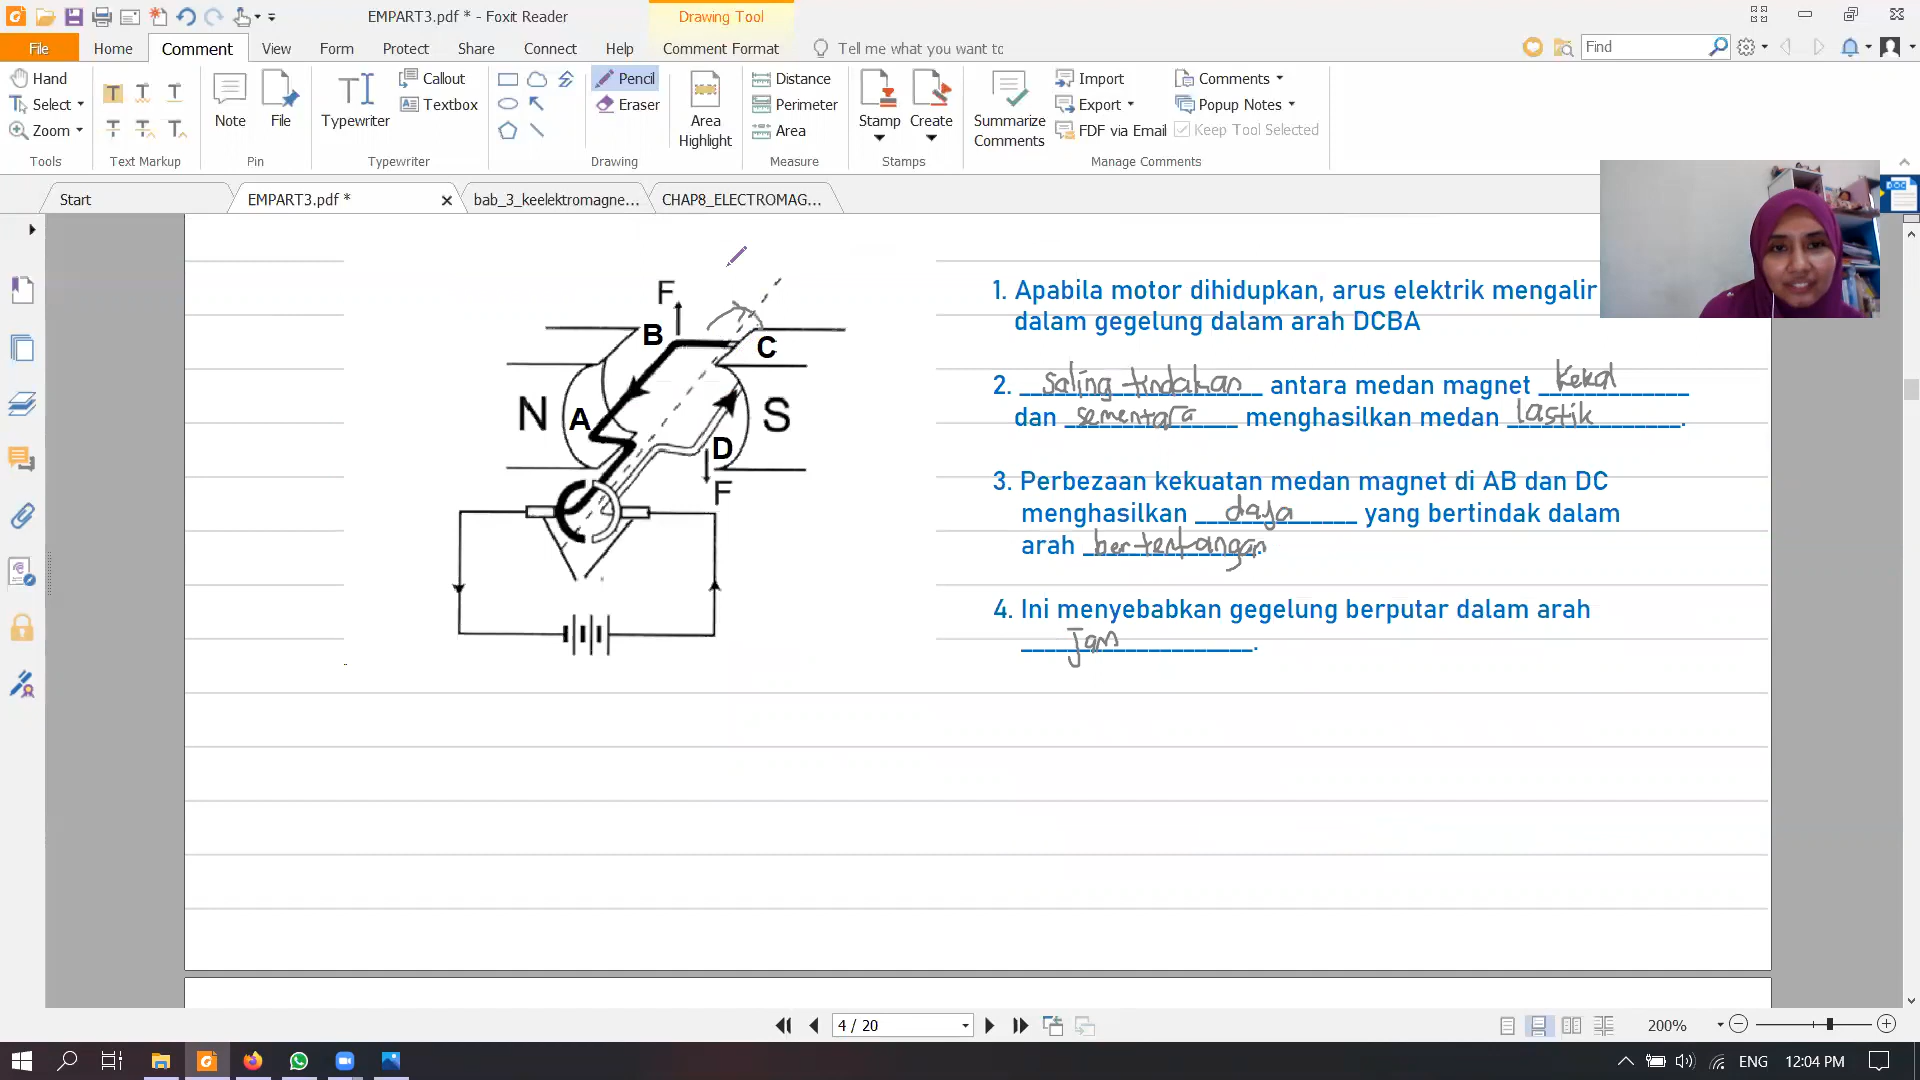 EMPART3.pdf * - Foxit Reader
Drawing Tool
File Home Comment View Form Protect Share Connect Help Comment Format Tell me what you want to Find
Hand
Select
Zoom
Tools
Text Markup
Note
File
Pin
Typewriter
Callout
Textbox
Typewriter
Pencil
Eraser
Drawing
Area Highlight
Distance
Perimeter
Area
Measure
Stamp
Create
Stamps
Summarize Comments
Import
Export
FDF via Email
Comments
Popup Notes
Keep Tool Selected
Manage Comments
Start
EMPART3.pdf *
bab_3_keelektromagne...
CHAP8_ELECTROMAG...
DOC
F
B
C
N
A
S
D
F
1. Apabila motor dihidupkan, arus elektrik mengalir
dalam gegelung dalam arah DCBA
2. saling tindakan antara medan magnet kekal
dan sementara menghasilkan medan lastik.
3. Perbezaan kekuatan medan magnet di AB dan DC
menghasilkan daya yang bertindak dalam
arah bertentangan.
4. Ini menyebabkan gegelung berputar dalam arah
jam.
4 / 20
200%
ENG
12:04 PM